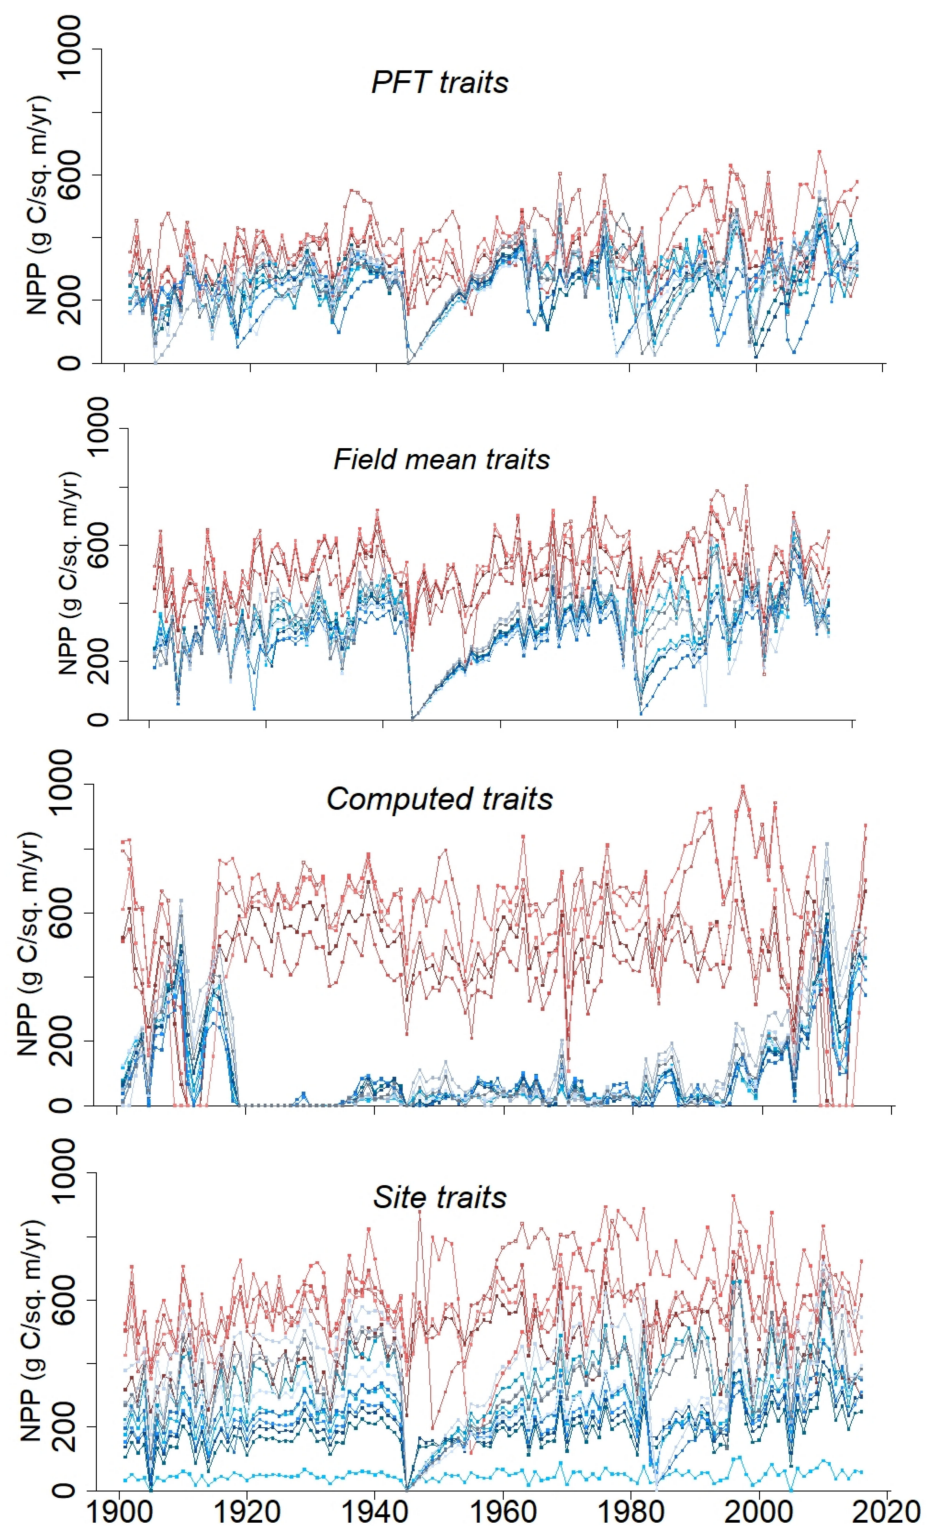 PFT traits
NPP (g C/sq. m/yr)
1000
600
200
0
Field mean traits
NPP (g C/sq. m/yr)
1000
600
200
0
Computed traits
NPP (g C/sq. m/yr)
1000
600
200
0
Site traits
NPP (g C/sq. m/yr)
1000
600
200
0
1900 1920 1940 1960 1980 2000 2020